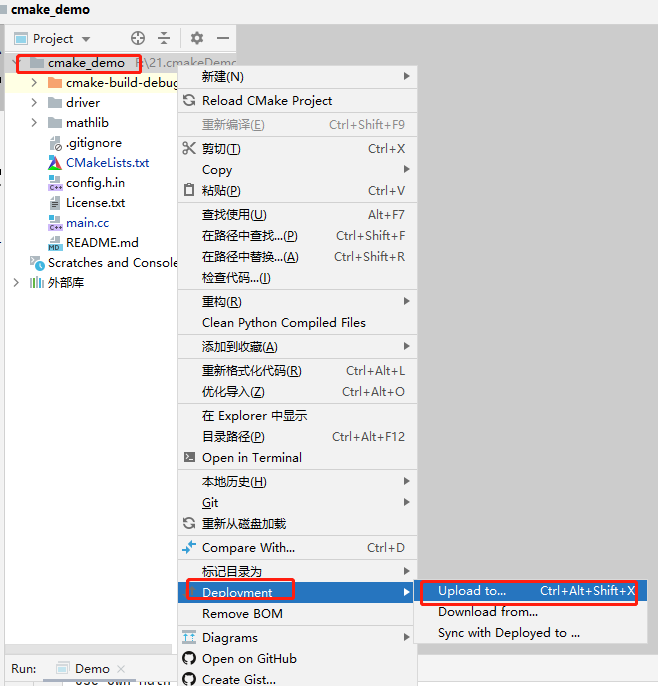 cmake_demo
Project
cmake_demo F:\21.cmakeDemo
cmake-build-debug
driver
mathlib
.gitignore
CMakeLists.txt
config.h.in
License.txt
main.cc
README.md
Scratches and Console
外部库
新建(N)
Reload CMake Project
重新编译(E) Ctrl+Shift+F9
剪切(T) Ctrl+X
Copy
粘贴(P) Ctrl+V
查找使用(U) Alt+F7
在路径中查找...(P) Ctrl+Shift+F
在路径中替换...(A) Ctrl+Shift+R
检查代码...(I)
重构(R)
Clean Python Compiled Files
添加到收藏(A)
重新格式化代码(R) Ctrl+Alt+L
优化导入(Z) Ctrl+Alt+O
在 Explorer 中显示
目录路径(P) Ctrl+Alt+F12
Open in Terminal
本地历史(H)
Git
重新从磁盘加载
Compare With... Ctrl+D
标记目录为
Deployment
Remove BOM
Diagrams
Open on GitHub
Create Gist...
Upload to... Ctrl+Alt+Shift+X
Download from...
Sync with Deployed to ...
Run: Demo